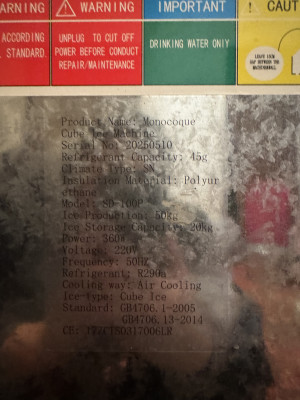 WARNING
IMPORTANT
ACCORDING
STANDARD.
UNPLUG TO CUT OFF
POWER BEFORE CONDUCT
REPAIR/MAINTENANCE
DRINKING WATER ONLY
Product Name: Monocoque
Cube Ice Machine
Serial No: 20250510
Refrigerant Capacity: 45g
Climate Type: SN
Insulation Material: Polyur
ethane
Model: SD-100P
Ice Production: 50kg
Ice Storage Capacity: 20kg
Power: 360W
Voltage: 220V
Frequency: 50HZ
Refrigerant: R290a
Cooling way: Air Cooling
Ice Type: Cube Ice
Standard: GB4706.1-2005
GB4706.13-2014